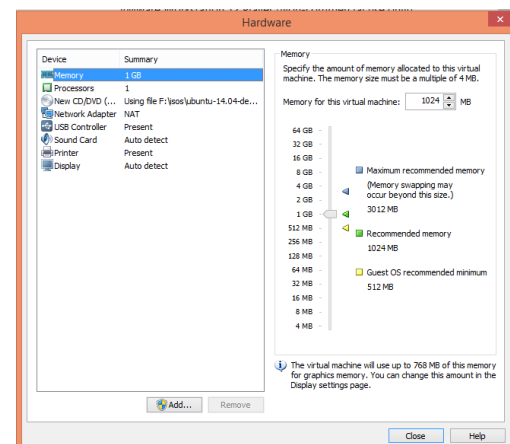 Hardware
Device Summary
Memory 1 GB
Processors 1
New CD/DVD (... Using file F:\isos\ubuntu-14.04-de...
Network Adapter NAT
USB Controller Present
Sound Card Auto detect
Printer Present
Display Auto detect
Add...
Remove
Memory
Specify the amount of memory allocated to this virtual
machine. The memory size must be a multiple of 4 MB.
Memory for this virtual machine: 1024 MB
64 GB
32 GB
16 GB
8 GB
4 GB
2 GB
1 GB
512 MB
256 MB
128 MB
64 MB
32 MB
16 MB
8 MB
4 MB
Maximum recommended memory
(Memory swapping may
occur beyond this size.)
3012 MB
Recommended memory
1024 MB
Guest OS recommended minimum
512 MB
The virtual machine will use up to 768 MB of this memory
for graphics memory. You can change this amount in the
Display settings page.
Close
Help